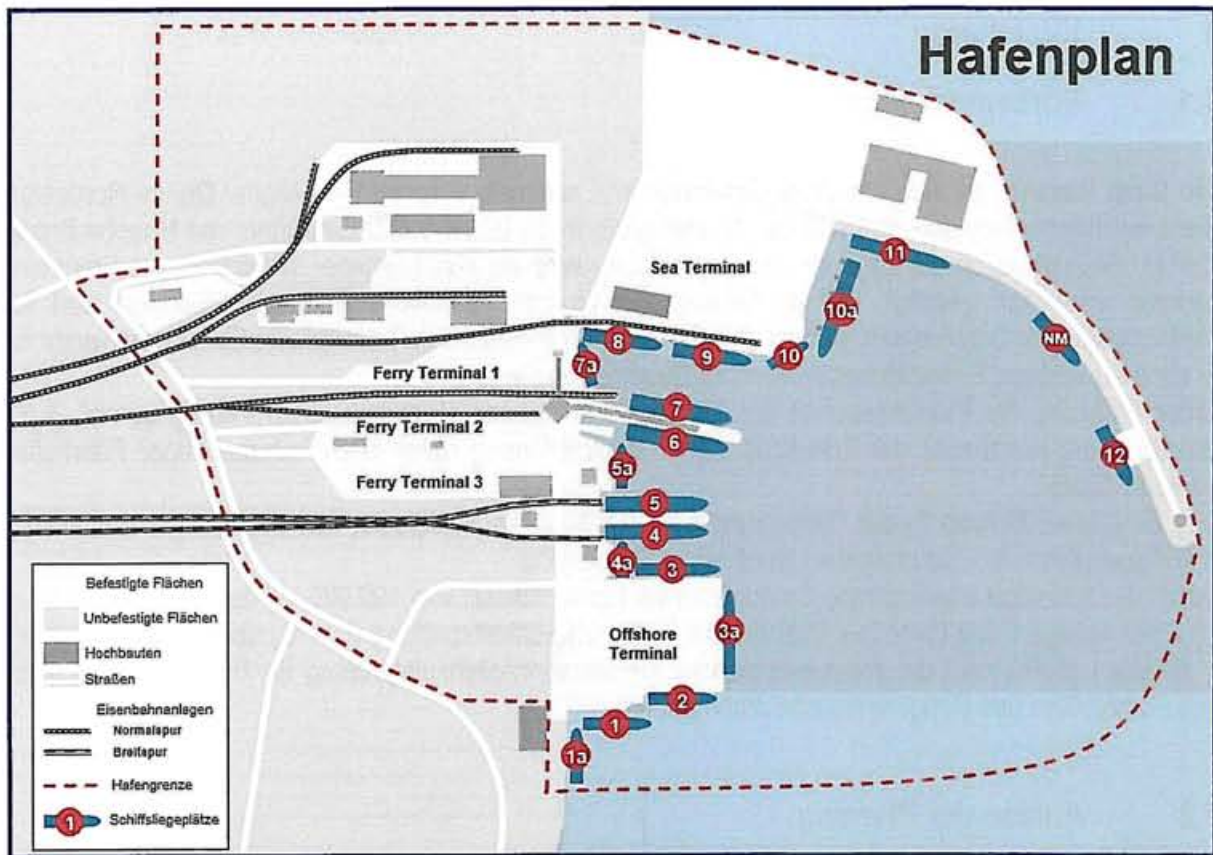 Hafenplan
Sea Terminal
11
10a
NM
8
9
10
7a
Ferry Terminal 1
7
Ferry Terminal 2
6
12
5a
Ferry Terminal 3
5
4
4a
3
Offshore
Terminal
3a
2
1
1a
Befestigte Flächen
Unbefestigte Flächen
Hochbauten
Straßen
Eisenbahnanlagen
Normalspur
Breitspur
Hafengrenze
1
Schiffsliegeplätze